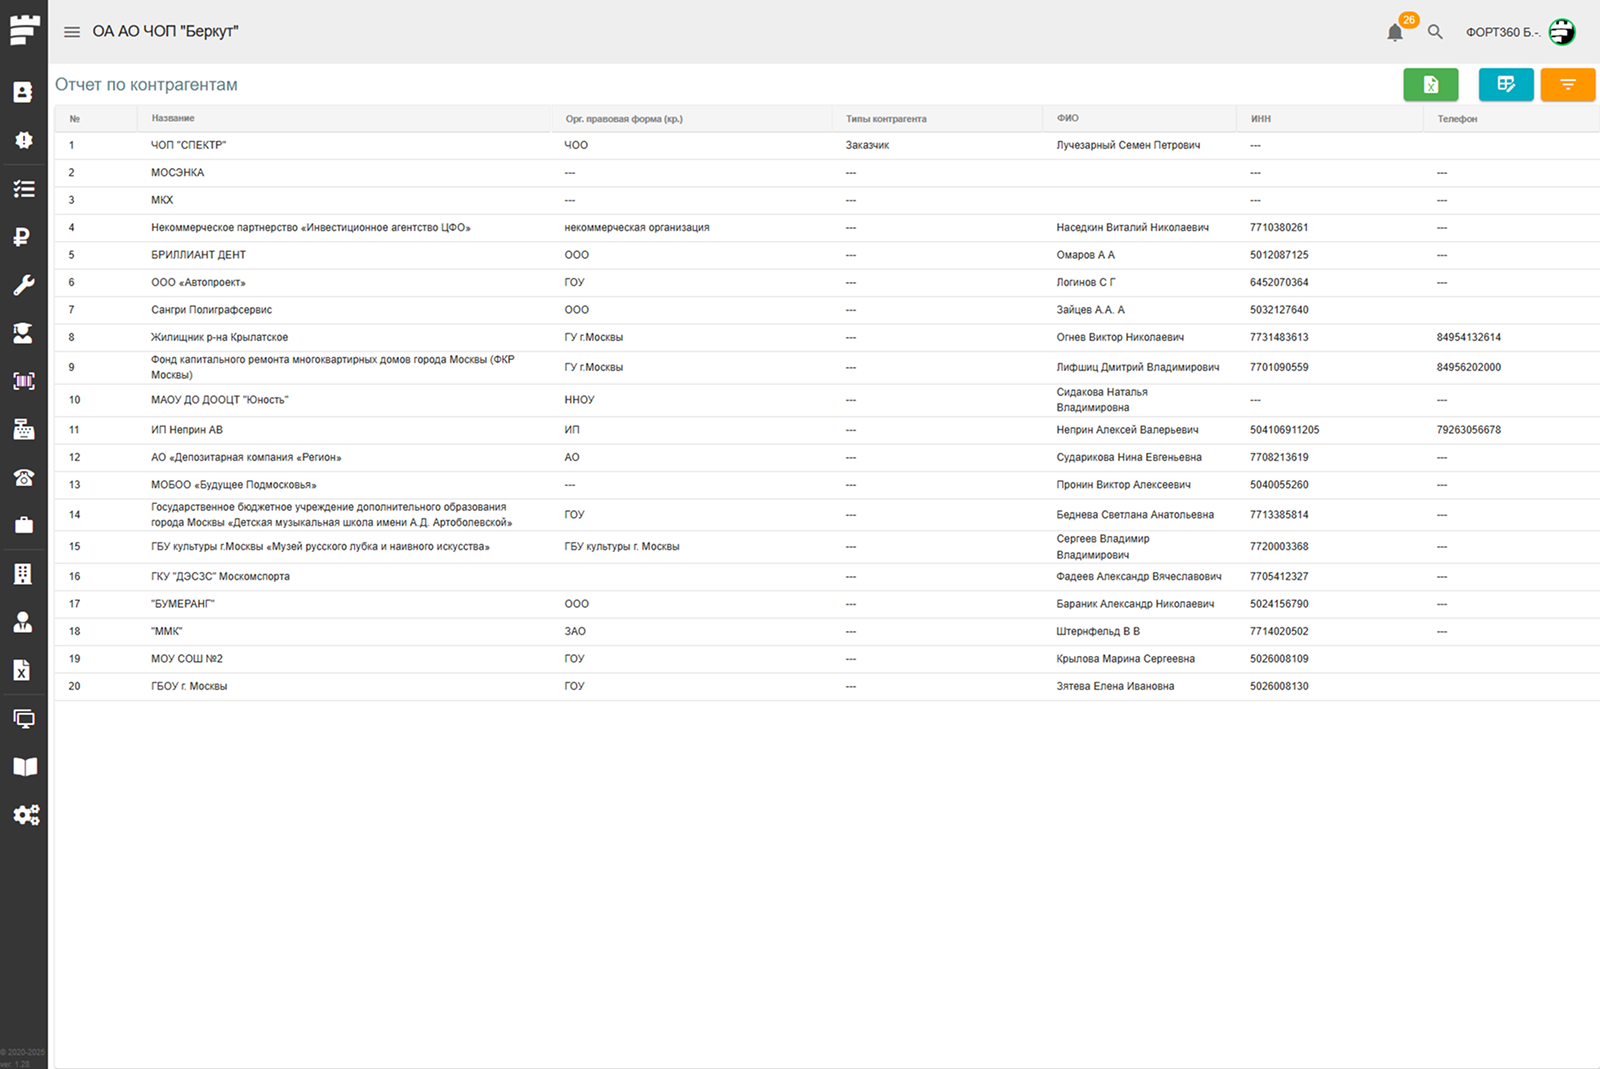 ОА АО ЧОП "Беркут"
26
ФОРТ360 Б.-.
Отчет по контрагентам
№ Название Орг. правовая форма (кр.) Типы контрагента ФИО ИНН Телефон
1 ЧОП "СПЕКТР" ЧОО Заказчик Лучезарный Семен Петрович ---
2 МОСЭНКА --- --- --- ---
3 МКХ --- --- --- ---
4 Некоммерческое партнерство «Инвестиционное агентство ЦФО» некоммерческая организация --- Наседкин Виталий Николаевич 7710380261 ---
5 БРИЛЛИАНТ ДЕНТ ООО --- Омаров А А 5012087125 ---
6 ООО «Автопроект» ГОУ --- Логинов С Г 6452070364 ---
7 Сангри Полиграфсервис ООО --- Зайцев А.А. А 5032127640
8 Жилищник р-на Крылатское ГУ г.Москвы --- Огнев Виктор Николаевич 7731483613 84954132614
Фонд капитального ремонта многоквартирных домов города Москвы (ФКР
9 Москвы) ГУ г.Москвы --- Лифшиц Дмитрий Владимирович 7701090559 84956202000
10 МАОУ ДО ДООЦТ "Юность" ННОУ --- Сидакова Наталья
Владимировна --- ---
11 ИП Неприн АВ ИП --- Неприн Алексей Валерьевич 504106911205 79263056678
12 АО «Депозитарная компания «Регион» АО --- Сударикова Нина Евгеньевна 7708213619 ---
13 МОБОО «Будущее Подмосковья» --- --- Пронин Виктор Алексеевич 5040055260 ---
Государственное бюджетное учреждение дополнительного образования
14 города Москвы «Детская музыкальная школа имени А.Д. Артоболевской» ГОУ --- Беднева Светлана Анатольевна 7713385814 ---
15 ГБУ культуры г.Москвы «Музей русского лубка и наивного искусства» ГБУ культуры г. Москвы --- Сергеев Владимир
Владимирович 7720003368 ---
16 ГКУ "ДЭСЗС" Москомспорта --- Фадеев Александр Вячеславович 7705412327 ---
17 "БУМЕРАНГ" ООО --- Бараник Александр Николаевич 5024156790 ---
18 "ММК" ЗАО --- Штернфельд В В 7714020502 ---
19 МОУ СОШ №2 ГОУ --- Крылова Марина Сергеевна 5026008109
20 ГБОУ г. Москвы ГОУ --- Зятева Елена Ивановна 5026008130
© 2020-2025
ver. 1.28